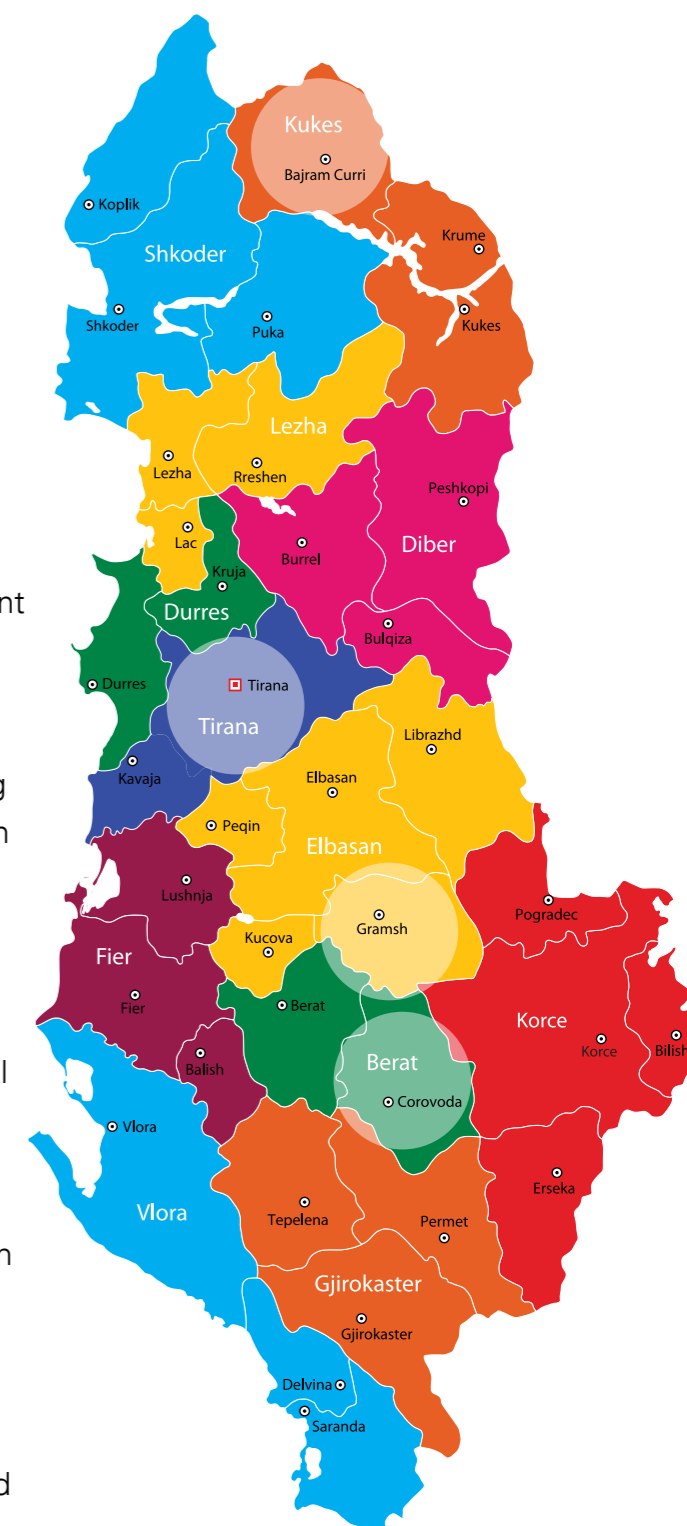 Kukes
Bajram Curri
Koplik
Krume
Shkoder
Shkoder
Puka
Kukes
Lezha
Lezha
Rreshen
Peshkopi
Lac
Burrel
Diber
Kruja
nt
Durres
Bulqiza
Durres
Tirana
Tirana
Librazhd
Kavaja
Elbasan
g
Peqin
n
Elbasan
Lushnja
Pogradec
Gramsh
Kucova
Fier
Fier
Berat
Korce
Korce
Bilish
Balish
Berat
l
Corovoda
Vlora
Erseka
Vlora
Tepelena
Permet
n
Gjirokaster
Gjirokaster
Delvina
Saranda
d